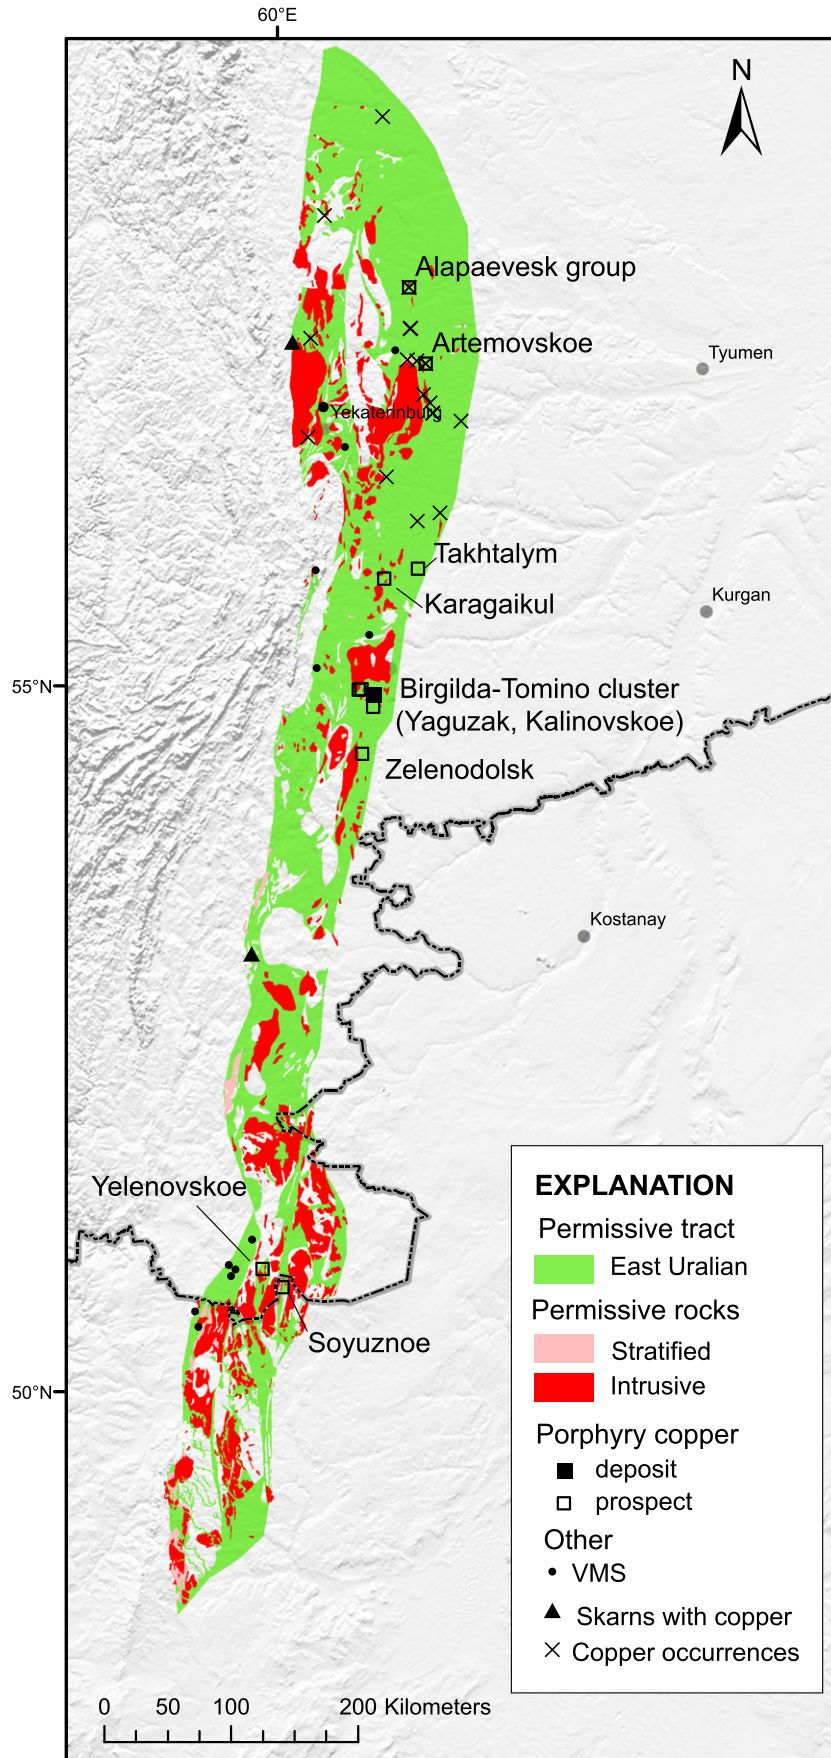 60°E
N
Alapaevesk group
Artemovskoe
Tyumen
Yekaterinburg
Takhtalym
Karagaikul
Kurgan
55°N
Birgilda-Tomino cluster
(Yaguzak, Kalinovskoe)
Zelenodolsk
Kostanay
Yelenovskoe
Soyuznoe
50°N
EXPLANATION
Permissive tract
East Uralian
Permissive rocks
Stratified
Intrusive
Porphyry copper
deposit
prospect
Other
VMS
Skarns with copper
Copper occurrences
0 50 100 200 Kilometers